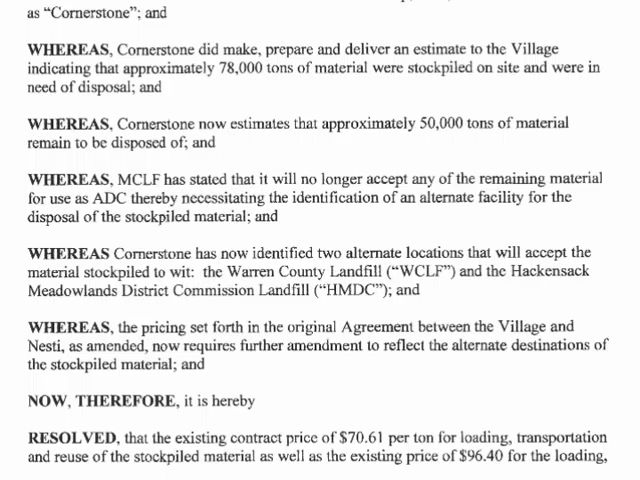 as “Cornerstone”; and
WHEREAS, Cornerstone did make, prepare and deliver an estimate to the Village
indicating that approximately 78,000 tons of material were stockpiled on site and were in
need of disposal; and
WHEREAS, Cornerstone now estimates that approximately 50,000 tons of material
remain to be disposed of; and
WHEREAS, MCLF has stated that it will no longer accept any of the remaining material
for use as ADC thereby necessitating the identification of an alternate facility for the
disposal of the stockpiled material; and
WHEREAS Cornerstone has now identified two alternate locations that will accept the
material stockpiled to wit: the Warren County Landfill (“WCLF”) and the Hackensack
Meadowlands District Commission Landfill (“HMDC”); and
WHEREAS, the pricing set forth in the original Agreement between the Village and
Nesti, as amended, now requires further amendment to reflect the alternate destinations of
the stockpiled material; and
NOW, THEREFORE, it is hereby
RESOLVED, that the existing contract price of $70.61 per ton for loading, transportation
and reuse of the stockpiled material as well as the existing price of $96.40 for the loading,